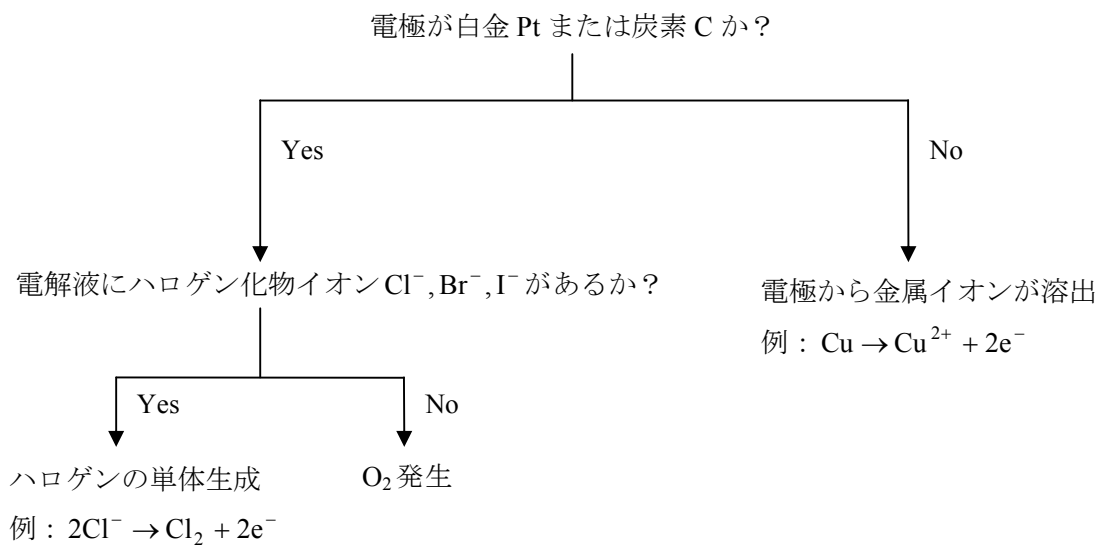 電極が白金 Pt または炭素 C か？
Yes
No
電解液にハロゲン化物イオン Cl⁻, Br⁻, I⁻ があるか？
電極から金属イオンが溶出
例：Cu → Cu²⁺ + 2e⁻
Yes
No
ハロゲンの単体生成
O₂ 発生
例：2Cl⁻ → Cl₂ + 2e⁻